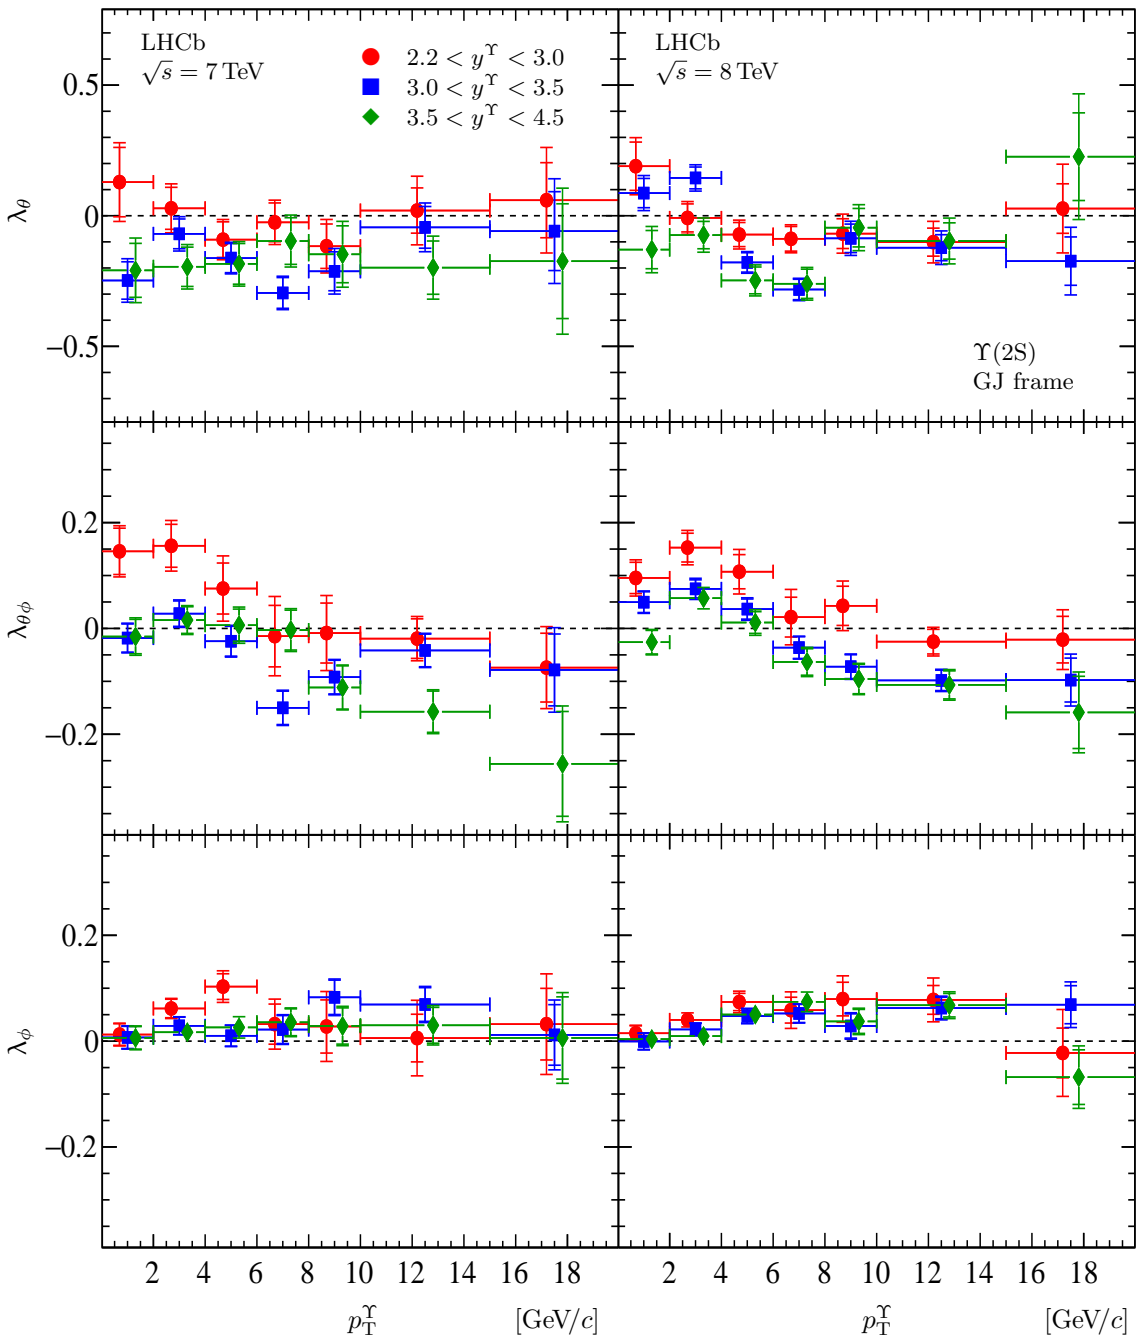 LHCb
√s = 7 TeV
2.2 < y^Υ < 3.0
3.0 < y^Υ < 3.5
3.5 < y^Υ < 4.5
LHCb
√s = 8 TeV
Υ(2S)
GJ frame
λ_θ
0.5
0
−0.5
λ_θϕ
0.2
0
−0.2
λ_ϕ
0.2
0
−0.2
2 4 6 8 10 12 14 16 18 2 4 6 8 10 12 14 16 18
p_T^Υ [GeV/c] p_T^Υ [GeV/c]